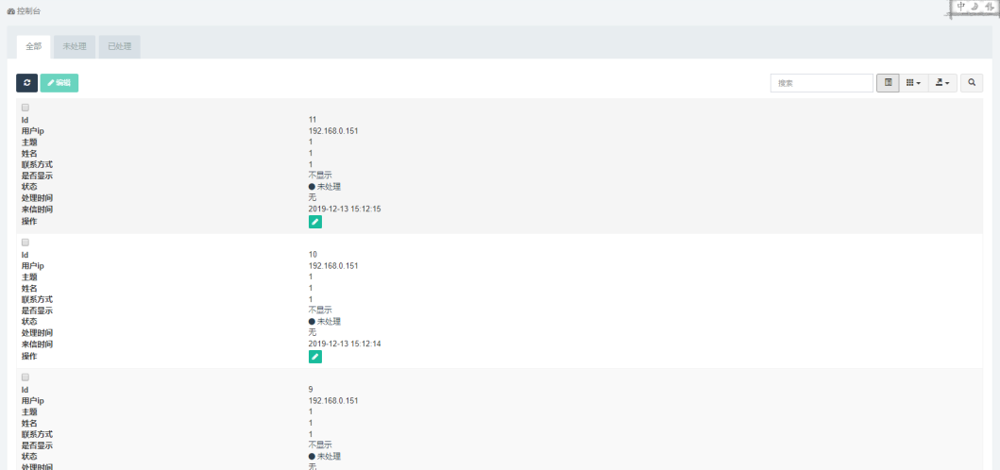 控制台
中
全部 未处理 已处理
编辑 搜索
Id 11
用户ip 192.168.0.151
主题 1
姓名 1
联系方式 1
是否显示 不显示
状态 未处理
处理时间 无
来信时间 2019-12-13 15:12:15
操作
Id 10
用户ip 192.168.0.151
主题 1
姓名 1
联系方式 1
是否显示 不显示
状态 未处理
处理时间 无
来信时间 2019-12-13 15:12:14
操作
Id 9
用户ip 192.168.0.151
主题 1
姓名 1
联系方式 1
是否显示 不显示
状态 未处理
处理时间 无